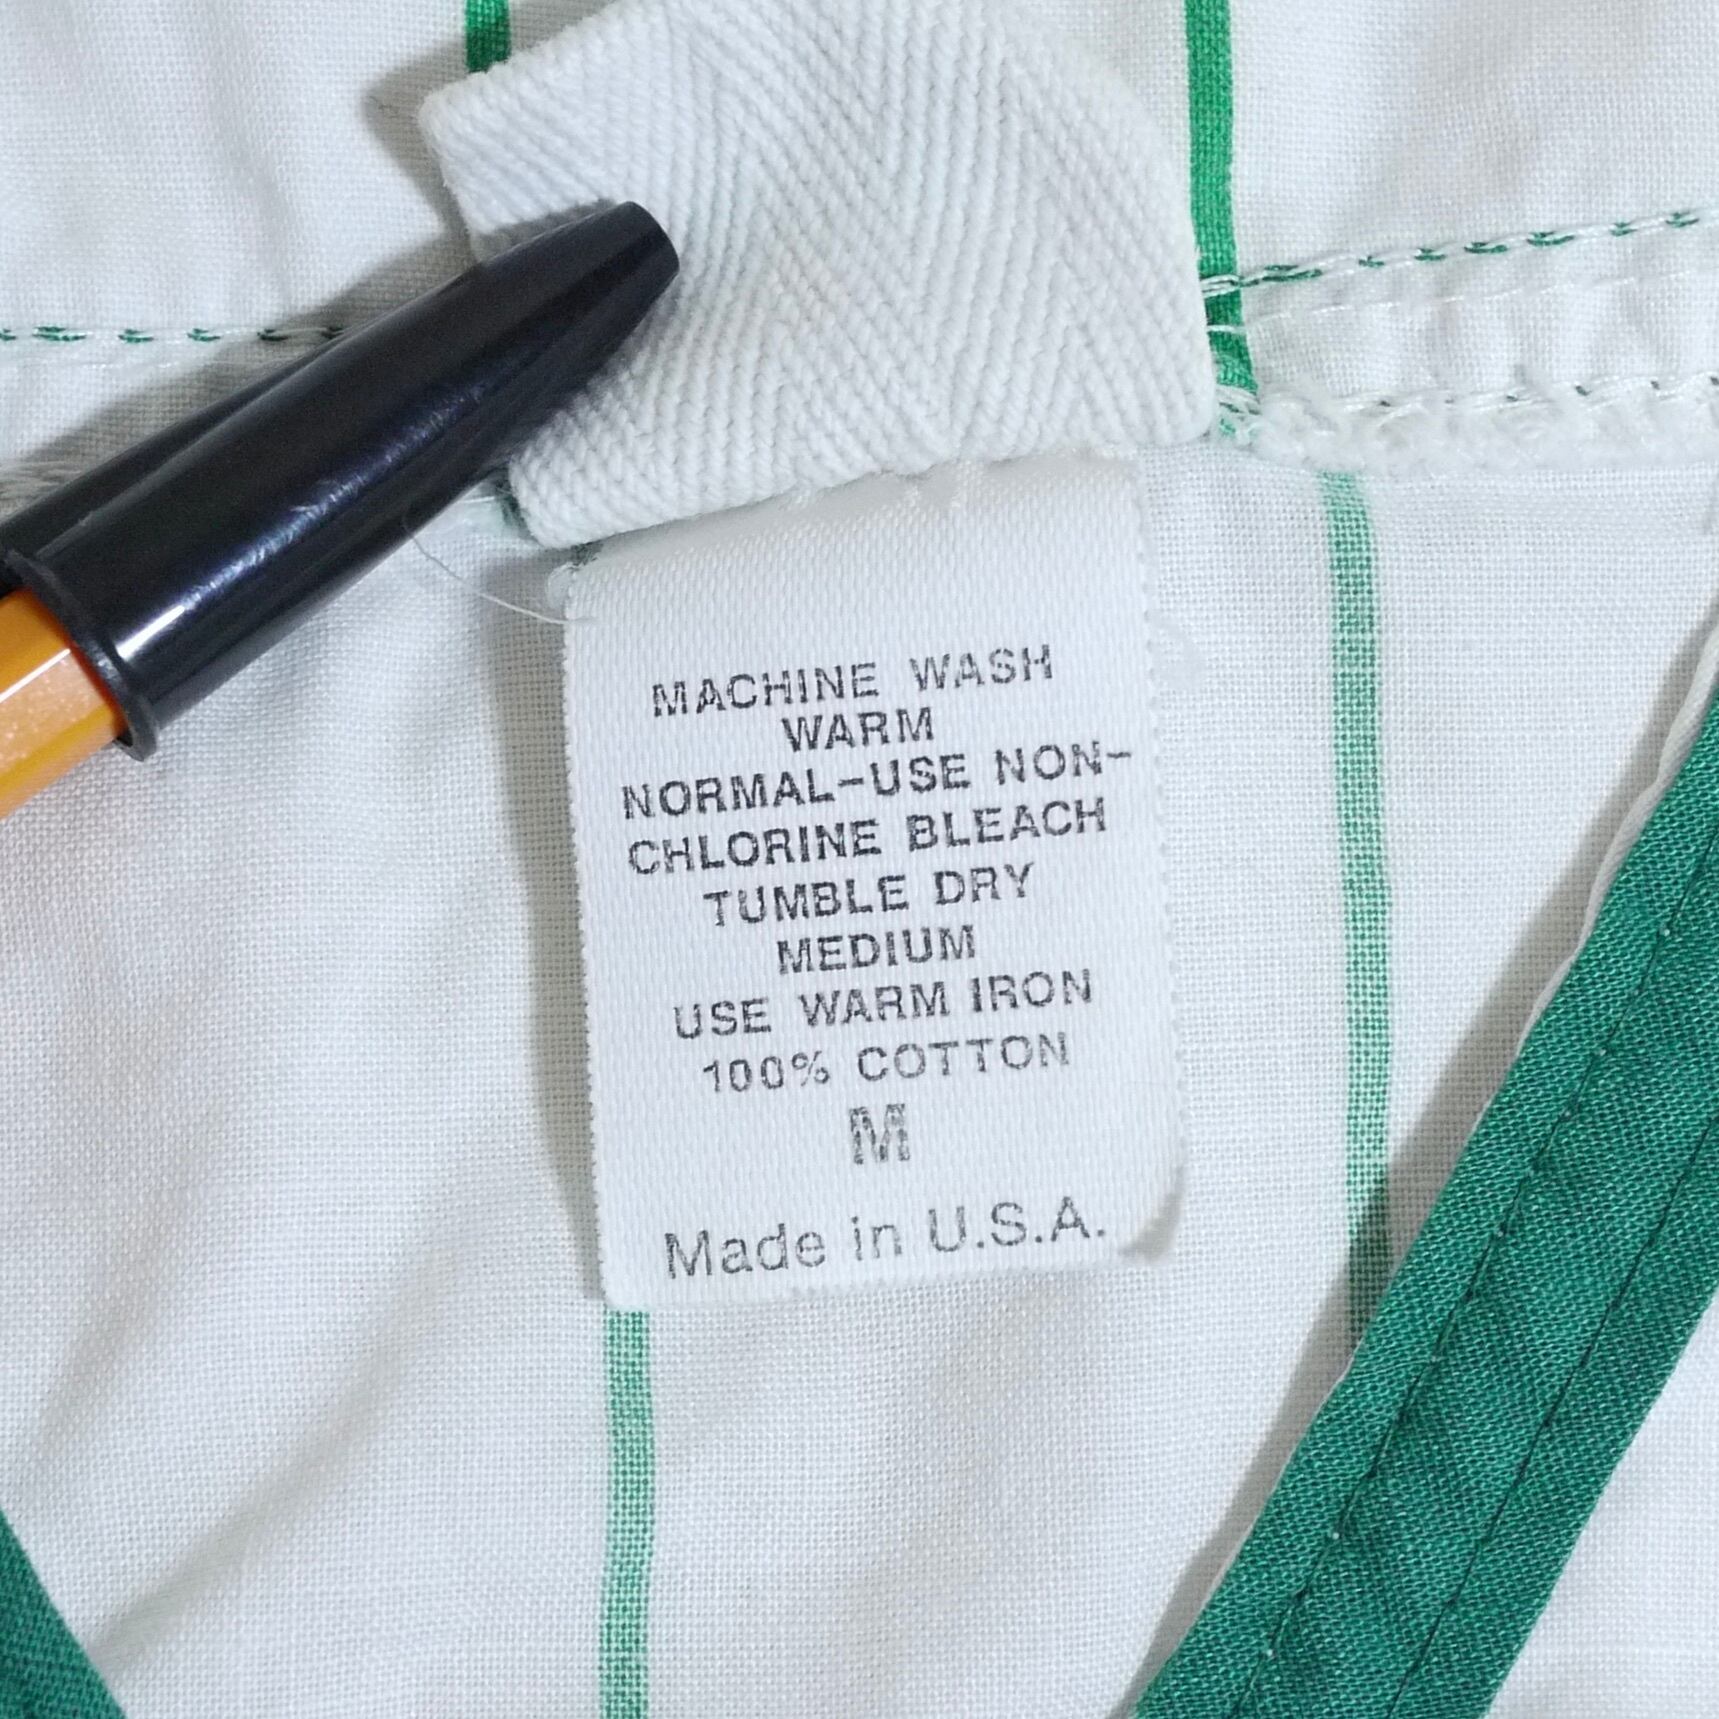 MACHINE WASH
WARM
NORMAL-USE NON-
CHLORINE BLEACH
TUMBLE DRY
MEDIUM
USE WARM IRON
100% COTTON
M
Made in U.S.A.